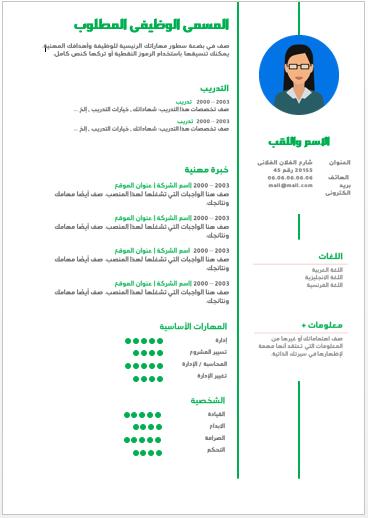 المسمى الوظيفي المطلوب
صف في بضعة سطور مهاراتك الرئيسية للوظيفة وأهدافك المهنية
يمكنك تنسيقها باستخدام الرموز النقطية أو تركها كنص كامل.
التدريب
2000 – 2003 تدريب
صف تخصصات هذا التدريب: شهاداتك، خيارات التدريب، إلخ ..
2000 – 2003 تدريب
صف تخصصات هذا التدريب: شهاداتك، خيارات التدريب، إلخ ..
خبرة مهنية
2000 – 2003 |اسم الشركة | عنوان الموقع
صف هنا الواجبات التي تشغلها لهذا المنصب. صف أيضًا مهامك
ونتائجك.
2000 – 2003 |اسم الشركة | عنوان الموقع
صف هنا الواجبات التي تشغلها لهذا المنصب. صف أيضًا مهامك
ونتائجك.
2000 – 2003 اسم الشركة | عنوان الموقع
صف هنا الواجبات التي تشغلها لهذا المنصب. صف أيضًا مهامك
ونتائجك.
2000 – 2003 |اسم الشركة | عنوان الموقع
صف هنا الواجبات التي تشغلها لهذا المنصب. صف أيضًا مهامك
ونتائجك.
المهارات الأساسية
إدارة
تسيير المشروع
المحاسبة / الإدارة
تغيير الإدارة
الشخصية
القيادة
الابداع
الصرامة
التحكم
الاسم واللقب
العنوان شارع الفلان الفلاني
20155 رقم 45
الهاتف 06.06.06.06.06
بريد mail@mail.com
الكتروني
اللغات
اللغة العربية
اللغة الإنجليزية
اللغة الفرنسية
معلومات +
صف اهتماماتك أو غيرها من
المعلومات التي تعتقد أنها مهمة
لإظهارها في سيرتك الذاتية.